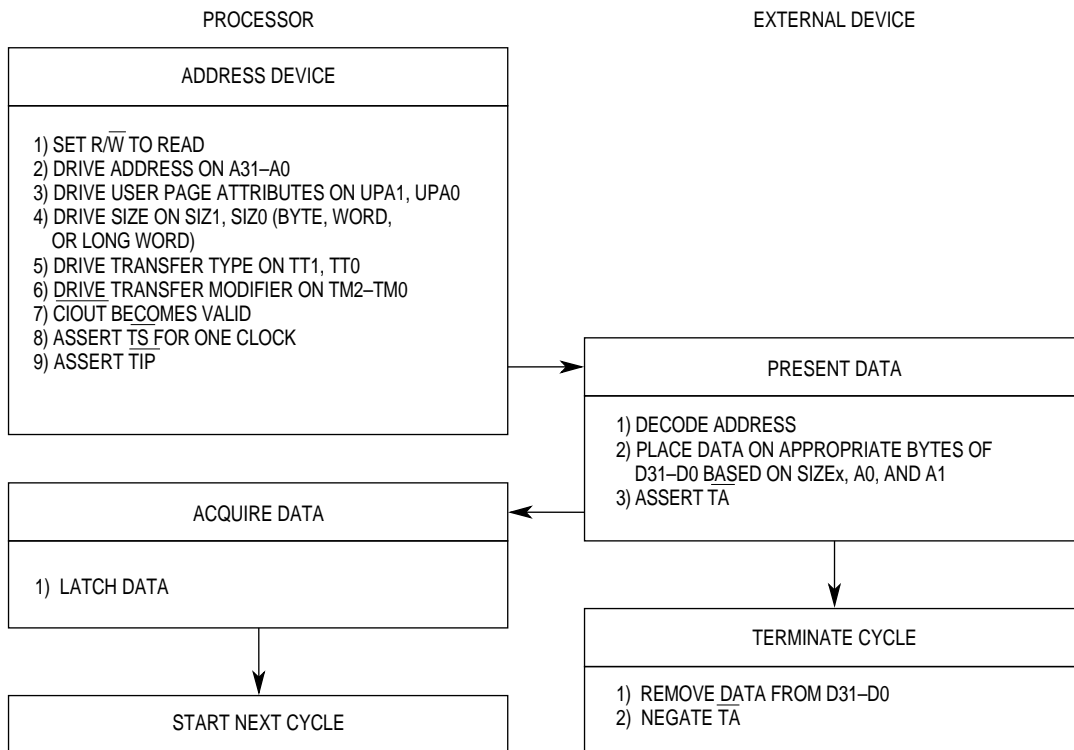 PROCESSOR
EXTERNAL DEVICE
ADDRESS DEVICE
1) SET R/W̅ TO READ
2) DRIVE ADDRESS ON A31–A0
3) DRIVE USER PAGE ATTRIBUTES ON UPA1, UPA0
4) DRIVE SIZE ON SIZ1, SIZ0 (BYTE, WORD,
OR LONG WORD)
5) DRIVE TRANSFER TYPE ON TT1, TT0
6) DRIVE TRANSFER MODIFIER ON TM2–TM0
7) C̅I̅O̅U̅T̅ BECOMES VALID
8) ASSERT T̅S̅ FOR ONE CLOCK
9) ASSERT T̅I̅P̅
PRESENT DATA
1) DECODE ADDRESS
2) PLACE DATA ON APPROPRIATE BYTES OF
D31–D0 BASED ON SIZEx, A0, AND A1
3) ASSERT T̅A̅
ACQUIRE DATA
1) LATCH DATA
TERMINATE CYCLE
1) REMOVE DATA FROM D31–D0
2) NEGATE T̅A̅
START NEXT CYCLE